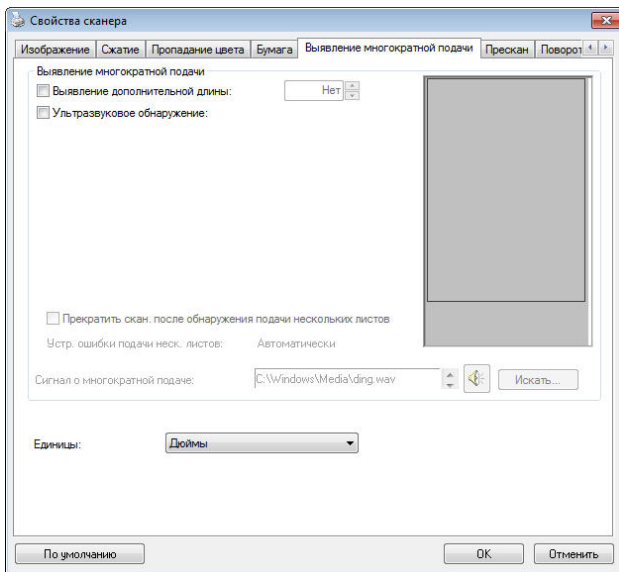 Свойства сканера
Изображение Сжатие Пропадание цвета Бумага Выявление многократной подачи Прескан Поворот
Выявление многократной подачи
Выявление дополнительной длины: Нет
Ультразвуковое обнаружение:
Прекратить скан. после обнаружения подачи нескольких листов
Устр. ошибки подачи неск. листов: Автоматически
Сигнал о многократной подаче: C:\Windows\Media\ding.wav Искать...
Единицы: Дюймы
По умолчанию OK Отменить